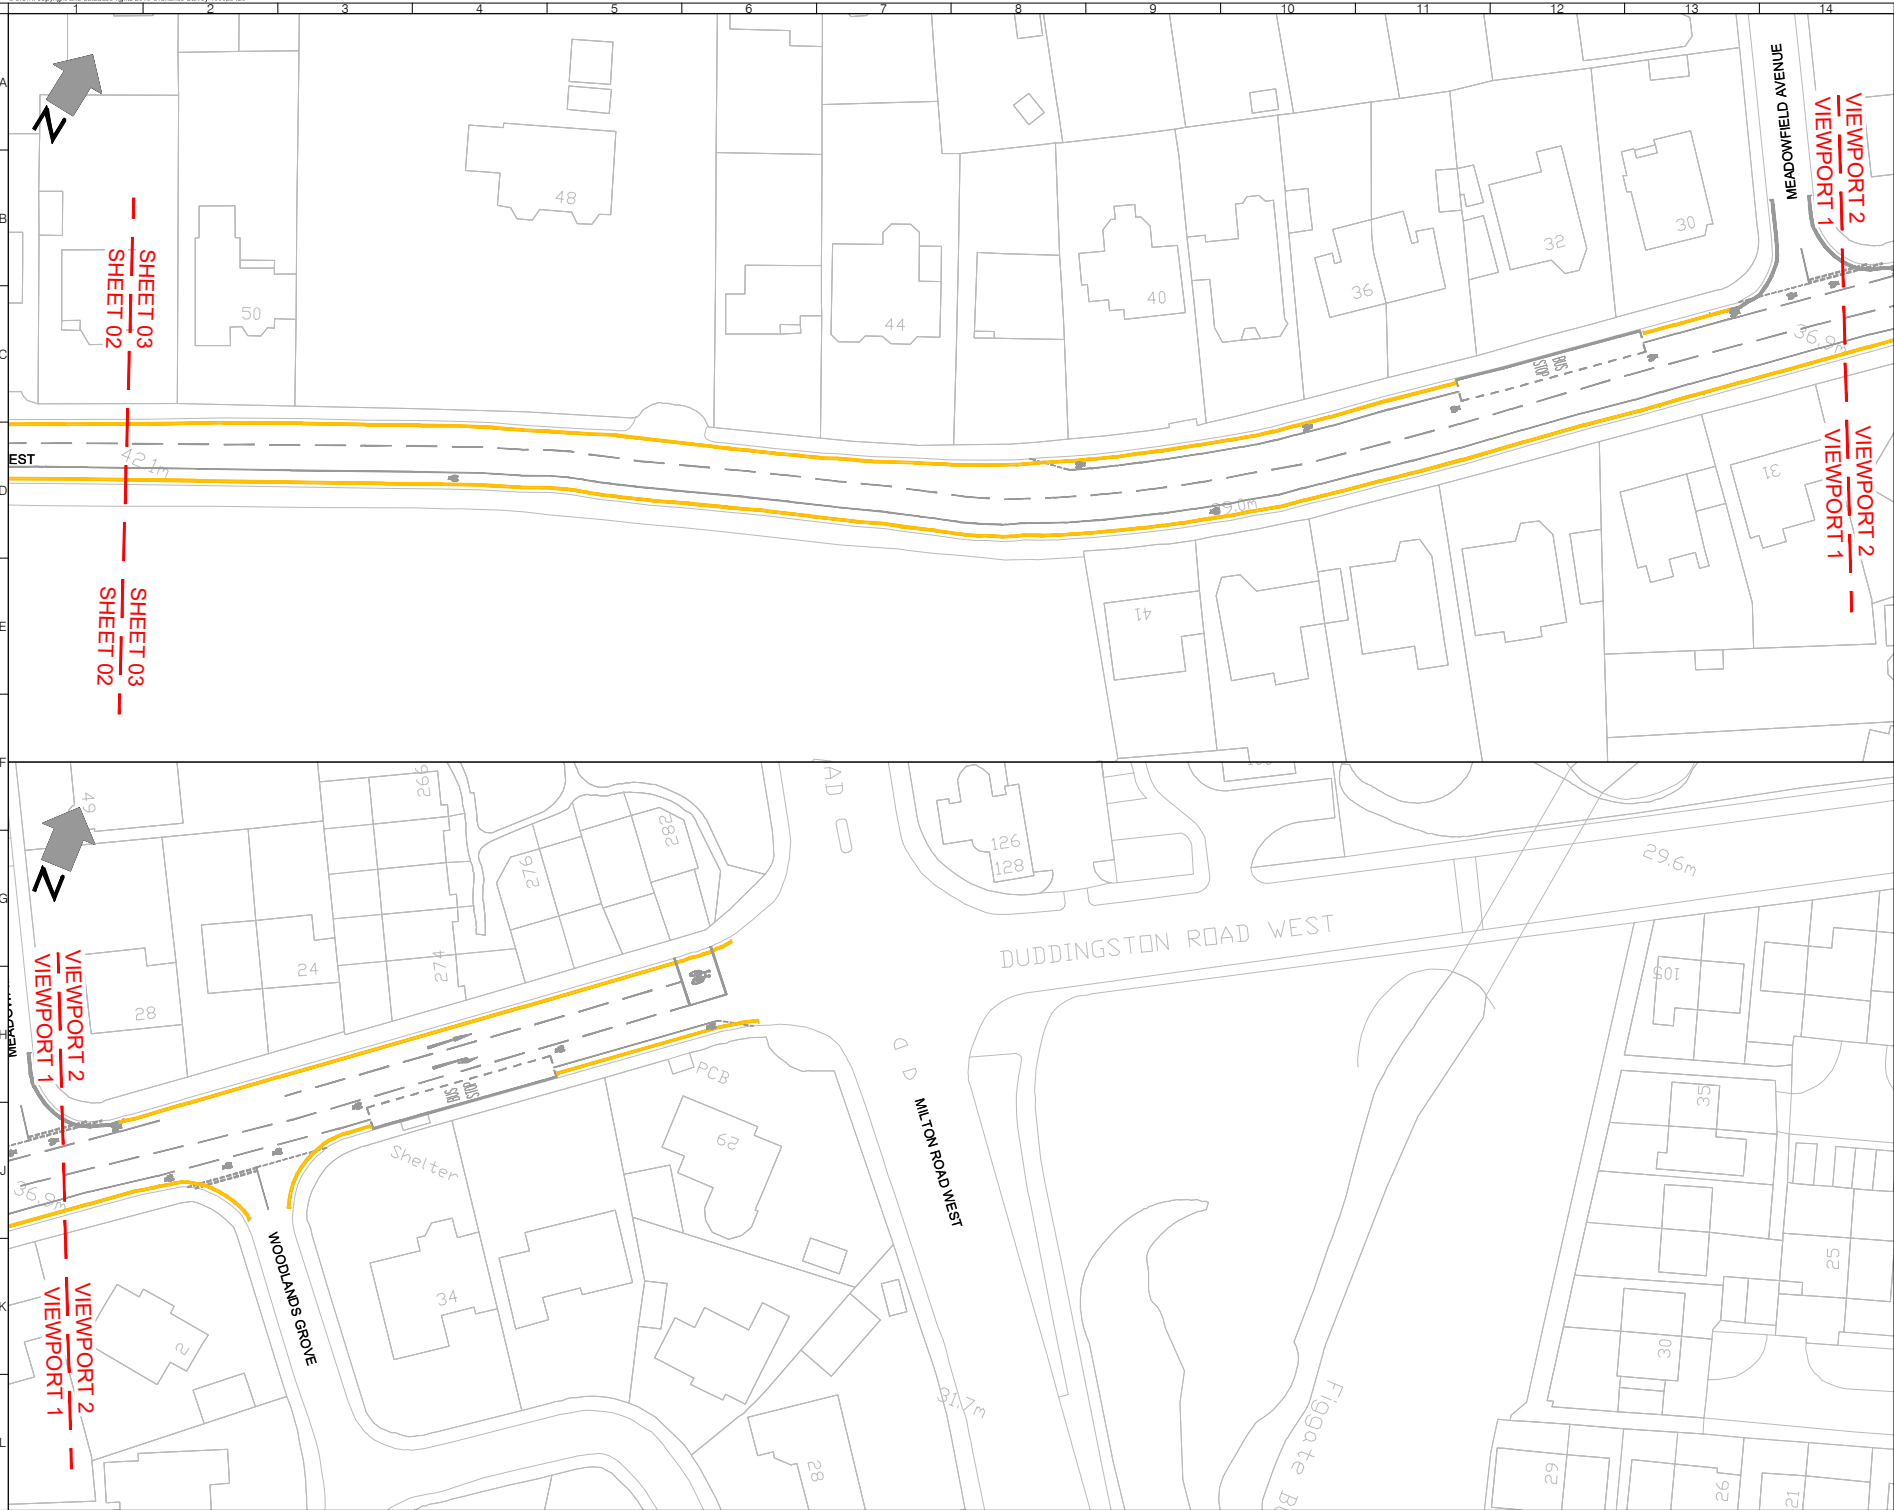 1 2 3 4 5 6 7 8 9 10 11 12 13 14
A
B
C
D
E
F
G
H
J
K
L
N
SHEET 03
SHEET 02
SHEET 03
SHEET 02
50
48
44
40
36
32
30
MEADOWFIELD AVENUE
VIEWPORT 2
VIEWPORT 1
VIEWPORT 2
VIEWPORT 1
BUS
STOP
36.9m
EST
42.1m
39.0m
41
31
N
49
266
282
276
274
24
28
VIEWPORT 2
VIEWPORT 1
VIEWPORT 2
VIEWPORT 1
126
128
DUDDINGSTON ROAD WEST
29.6m
105
BUS
STOP
PCB
Shelter
62
MILTON ROAD WEST
36.9m
WOODLANDS GROVE
34
2
31.7m
28
Figgate
35
25
30
29
26
21